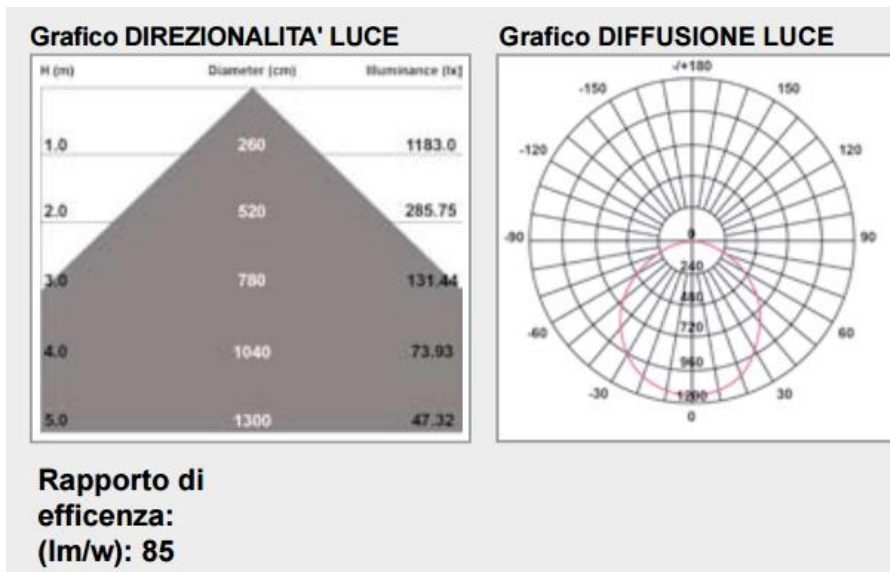 Grafico DIREZIONALITA' LUCE
H (m) Diameter (cm) Illuminance (lx)
1.0 260 1183.0
2.0 520 285.75
3.0 780 131.44
4.0 1040 73.93
5.0 1300 47.32
Grafico DIFFUSIONE LUCE
-/+180
-150 150
-120 120
-90 0 90
240
480
-60 720 60
960
-30 1200 30
0
Rapporto di
efficenza:
(lm/w): 85